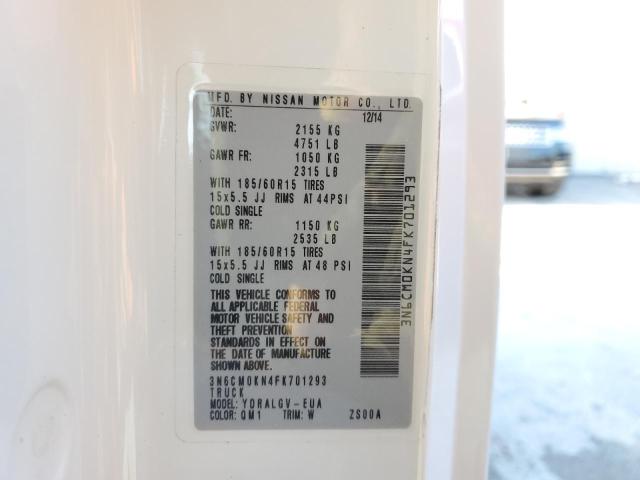 MFD. BY NISSAN MOTOR CO., LTD.
DATE: 12/14
GVWR: 2155 KG
4751 LB
GAWR FR: 1050 KG
2315 LB
WITH 185/60R15 TIRES
15x5.5 JJ RIMS AT 44PSI
COLD SINGLE
GAWR RR: 1150 KG
2535 LB
WITH 185/60R15 TIRES
15x5.5 JJ RIMS AT 48 PSI
COLD SINGLE
THIS VEHICLE CONFORMS TO
ALL APPLICABLE FEDERAL
MOTOR VEHICLE SAFETY AND
THEFT PREVENTION
STANDARDS IN EFFECT ON
THE DATE OF MANUFACTURE
SHOWN ABOVE.
3N6CM0KN4FK701293
TRUCK
MODEL: YDRALGV-EUA
COLOR: QM1 TRIM: W ZS00A
3N6CM0KN4FK701293